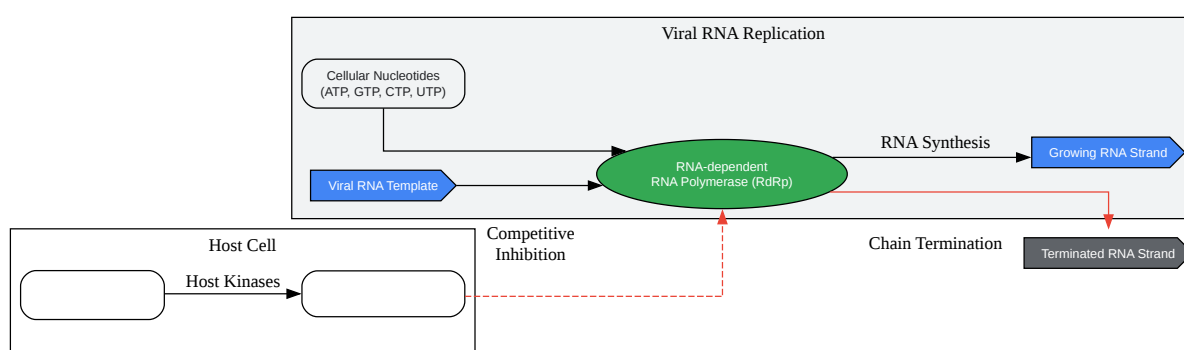 Viral RNA Replication
Cellular Nucleotides
(ATP, GTP, CTP, UTP)
RNA Synthesis
Growing RNA Strand
RNA-dependent
RNA Polymerase (RdRp)
Viral RNA Template
Competitive
Inhibition
Chain Termination
Terminated RNA Strand
Host Cell
Host Kinases